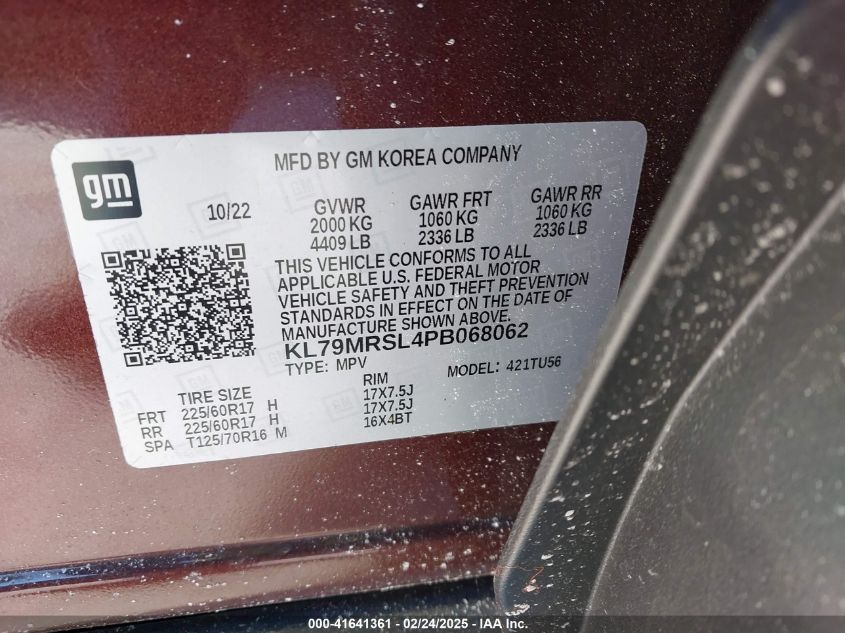 MFD BY GM KOREA COMPANY
gm
10/22
GVWR GAWR FRT GAWR RR
2000 KG 1060 KG 1060 KG
4409 LB 2336 LB 2336 LB
THIS VEHICLE CONFORMS TO ALL
APPLICABLE U.S. FEDERAL MOTOR
VEHICLE SAFETY AND THEFT PREVENTION
STANDARDS IN EFFECT ON THE DATE OF
MANUFACTURE SHOWN ABOVE.
KL79MRSL4PB068062
TYPE: MPV MODEL: 421TU56
TIRE SIZE RIM
FRT 225/60R17 H 17X7.5J
RR 225/60R17 H 17X7.5J
SPA T125/70R16 M 16X4BT
000-41641361 - 02/24/2025 - IAA Inc.